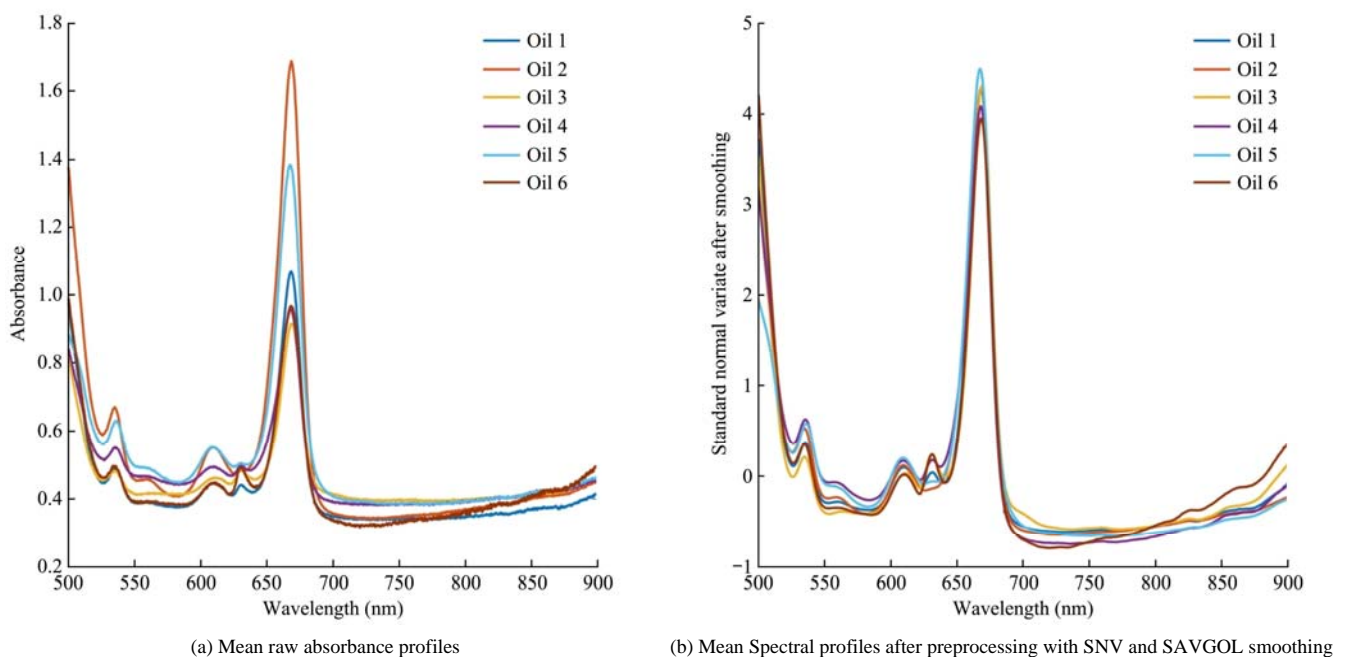 1.8
1.6
1.4
1.2
1.0
0.8
0.6
0.4
0.2
Absorbance
500 550 600 650 700 750 800 850 900
Wavelength (nm)
Oil 1
Oil 2
Oil 3
Oil 4
Oil 5
Oil 6
(a) Mean raw absorbance profiles
5
4
3
2
1
0
−1
Standard normal variate after smoothing
500 550 600 650 700 750 800 850 900
Wavelength (nm)
Oil 1
Oil 2
Oil 3
Oil 4
Oil 5
Oil 6
(b) Mean Spectral profiles after preprocessing with SNV and SAVGOL smoothing